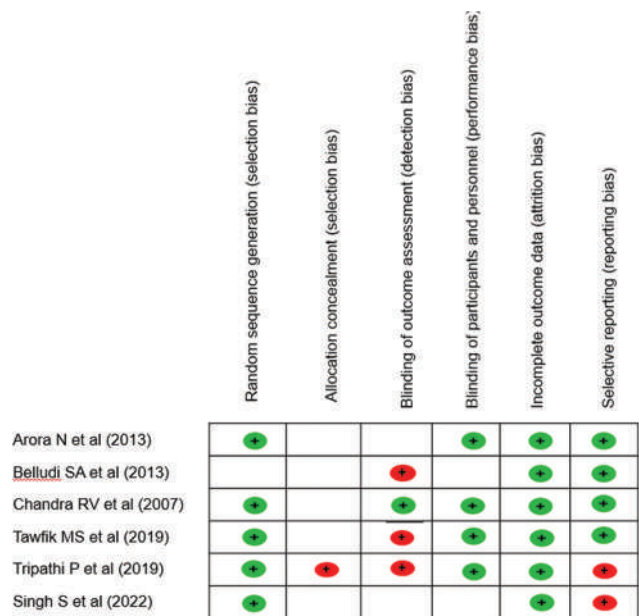 Random sequence generation (selection bias)
Allocation concealment (selection bias)
Blinding of outcome assessment (detection bias)
Blinding of participants and personnel (performance bias)
Incomplete outcome data (attrition bias)
Selective reporting (reporting bias)
Arora N et al (2013) + + + +
Belludi SA et al (2013) + + +
Chandra RV et al (2007) + + + + +
Tawfik MS et al (2019) + + + + +
Tripathi P et al (2019) + + + + + +
Singh S et al (2022) + + +